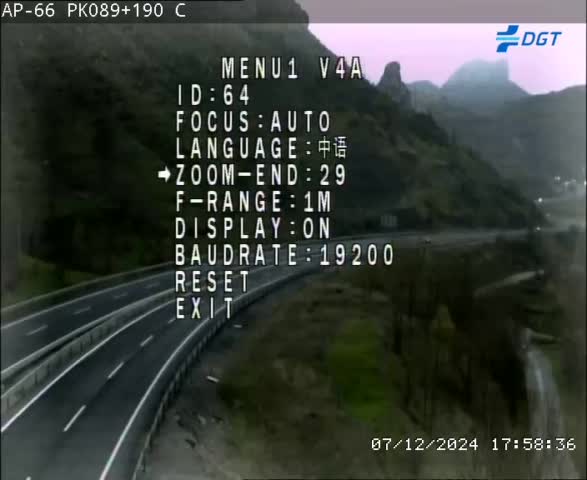 AP-66 PK089+190 C
DGT
MENU1 V4A
ID:64
FOCUS:AUTO
LANGUAGE:中语
ZOOM-END:29
F-RANGE:1M
DISPLAY:ON
BAUDRATE:19200
RESET
EXIT
07/12/2024 17:58:36